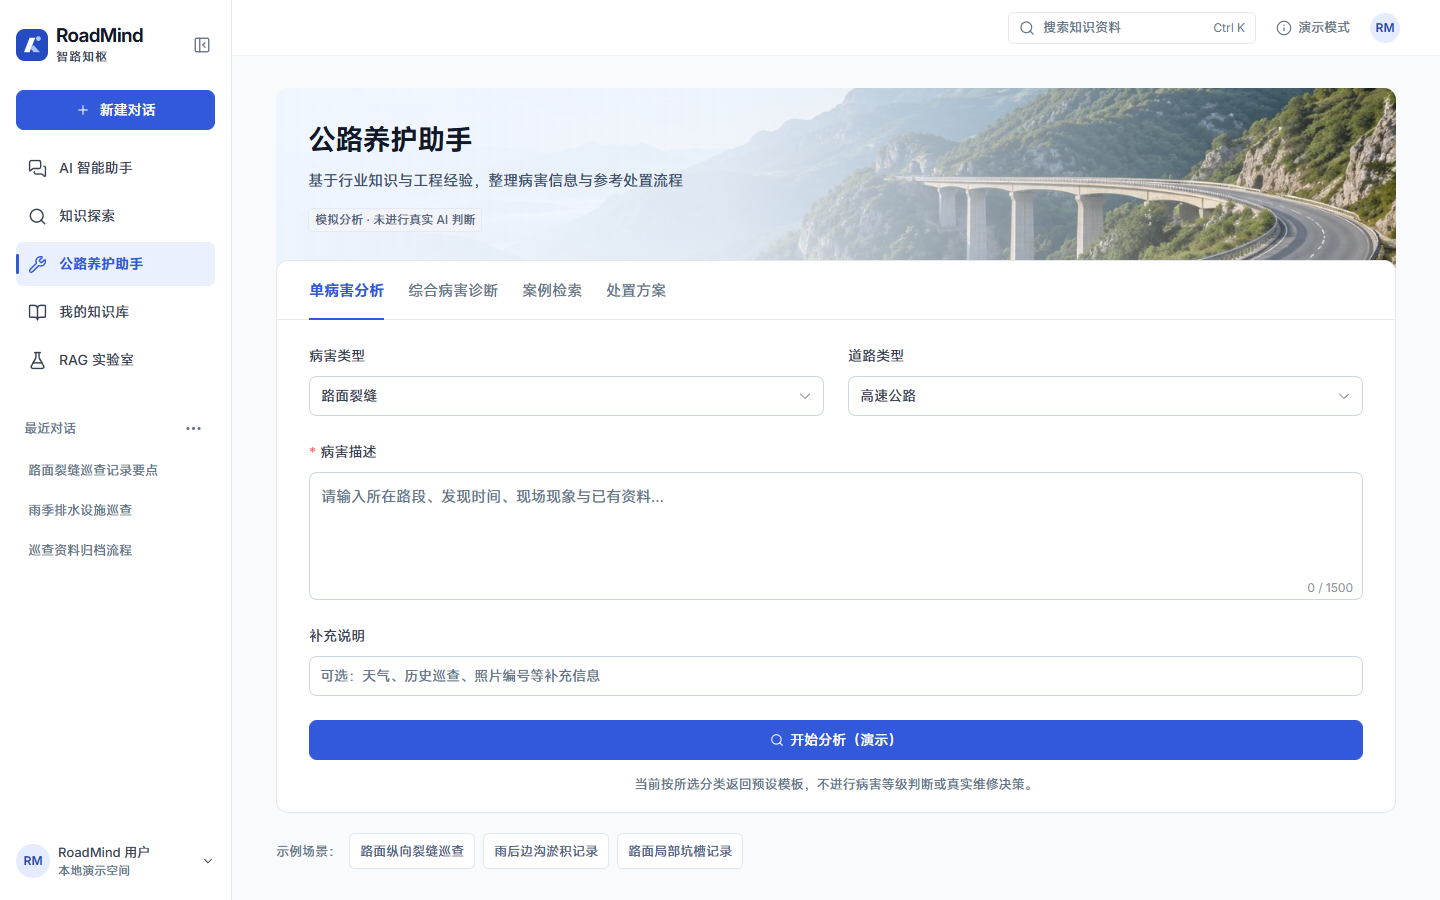 RoadMind
智路知枢
新建对话
AI 智能助手
知识探索
公路养护助手
我的知识库
RAG 实验室
最近对话
路面裂缝巡查记录要点
雨季排水设施巡查
巡查资料归档流程
RM
RoadMind 用户
本地演示空间
搜索知识资料 Ctrl K
演示模式
RM
公路养护助手
基于行业知识与工程经验，整理病害信息与参考处置流程
模拟分析 · 未进行真实 AI 判断
单病害分析 综合病害诊断 案例检索 处置方案
病害类型
路面裂缝
道路类型
高速公路
* 病害描述
请输入所在路段、发现时间、现场现象与已有资料...
0 / 1500
补充说明
可选：天气、历史巡查、照片编号等补充信息
开始分析（演示）
当前按所选分类返回预设模板，不进行病害等级判断或真实维修决策。
示例场景： 路面纵向裂缝巡查 雨后边沟淤积记录 路面局部坑槽记录